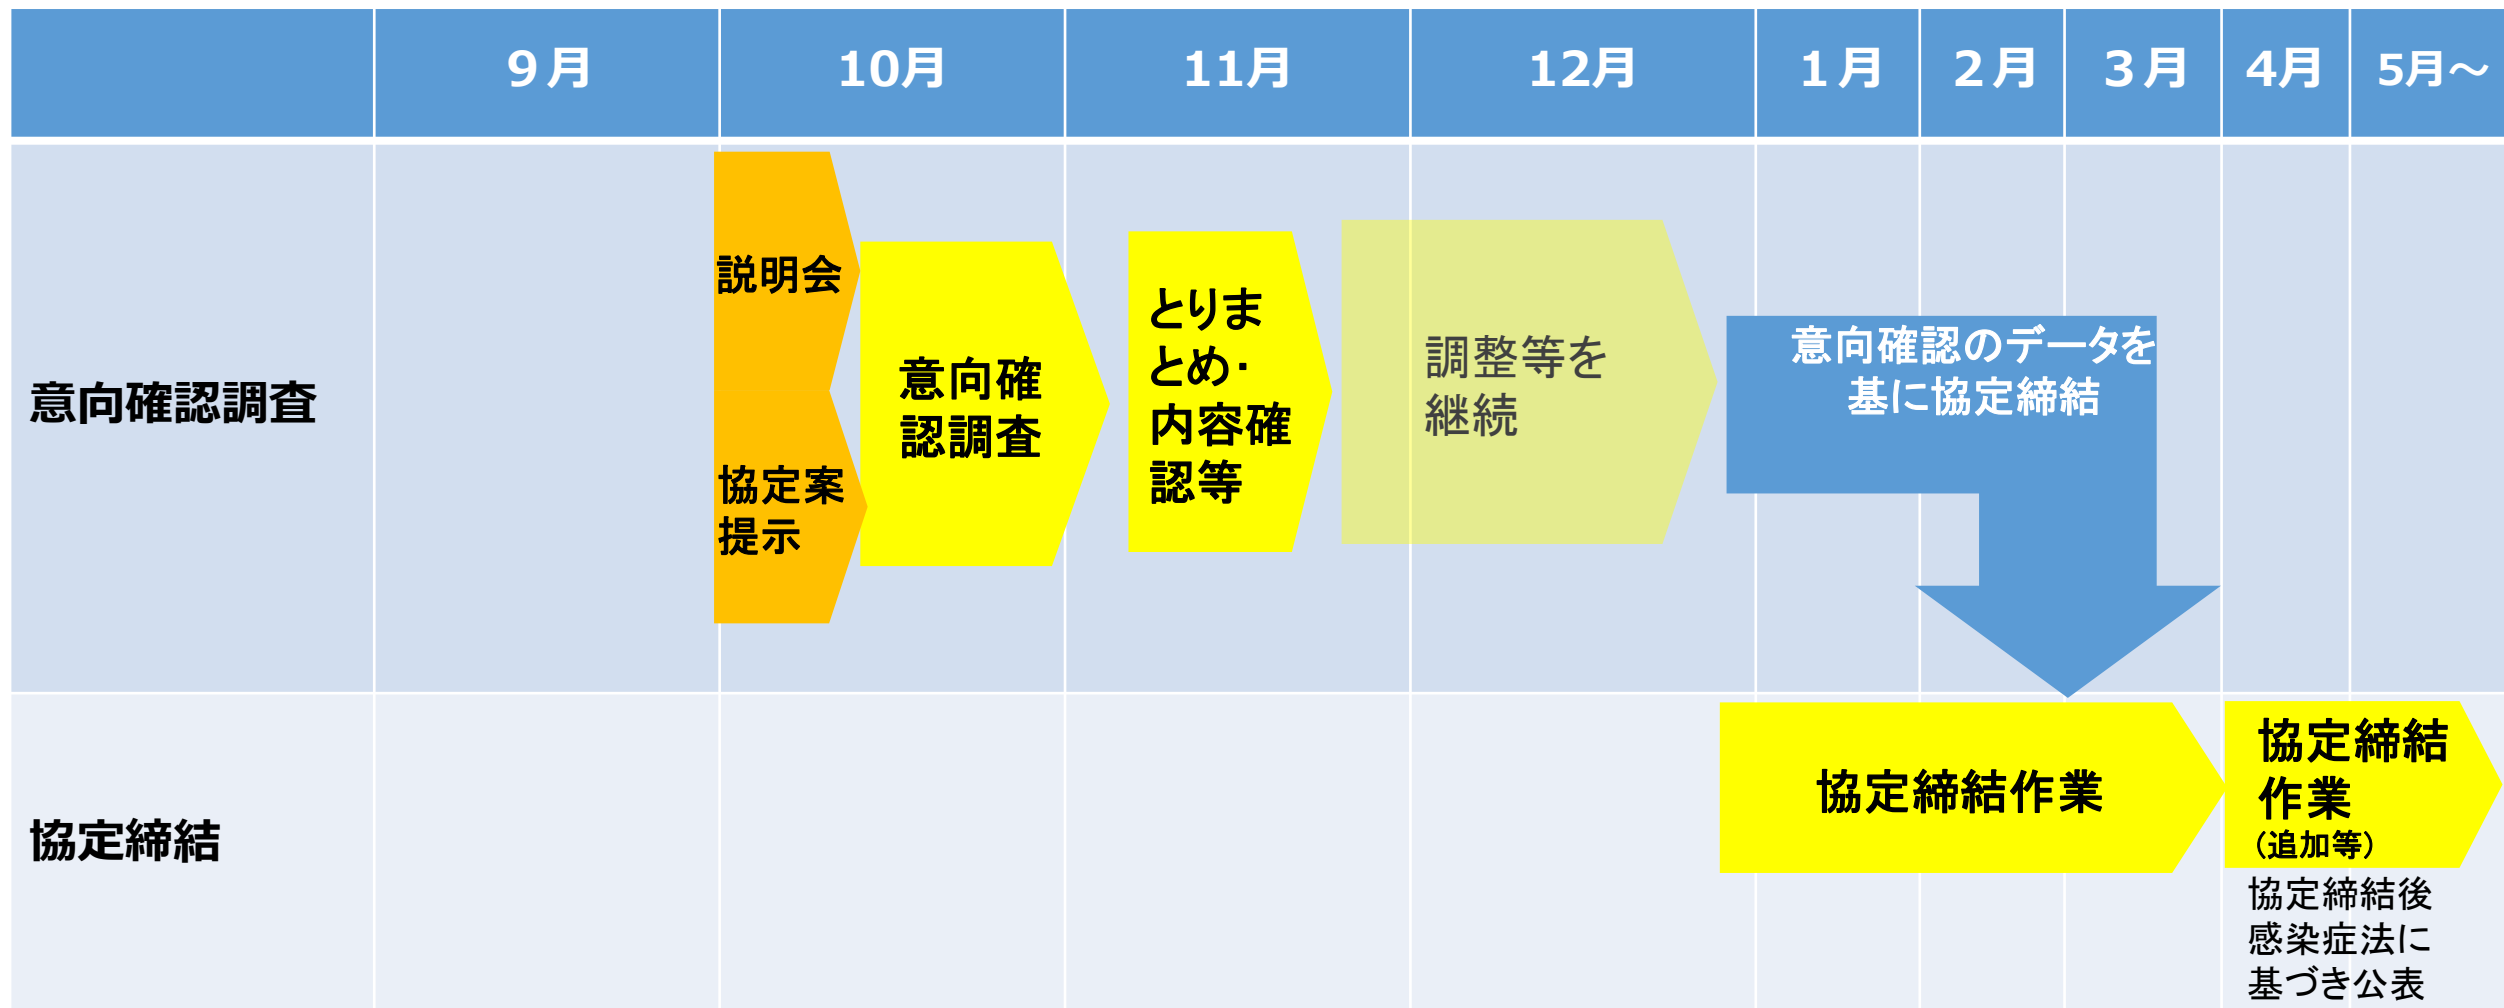 9月 10月 11月 12月 1月 2月 3月 4月 5月～
意向確認調査
説明会
協定案
提示
意向確
認調査
とりま
とめ・
内容確
認等
調整等を
継続
意向確認のデータを
基に協定締結
協定締結
協定締結作業
協定締結
作業
（追加等）
協定締結後
感染症法に
基づき公表